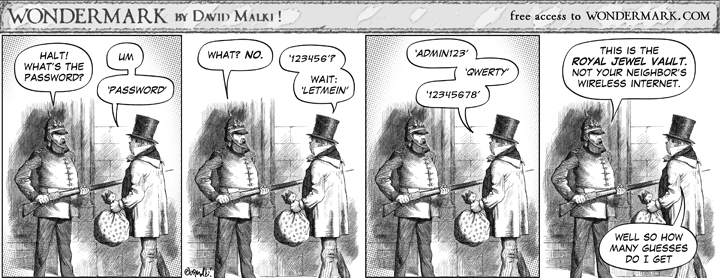 WONDERMARK BY DAVID MALKI !
free access to WONDERMARK.COM
HALT!
WHAT'S THE
PASSWORD?
UM
'PASSWORD'
WHAT? NO.
'123456'?
WAIT:
'LETMEIN'
'ADMIN123'
'QWERTY'
'12345678'
THIS IS THE
ROYAL JEWEL VAULT.
NOT YOUR NEIGHBOR'S
WIRELESS INTERNET.
WELL SO HOW
MANY GUESSES
DO I GET